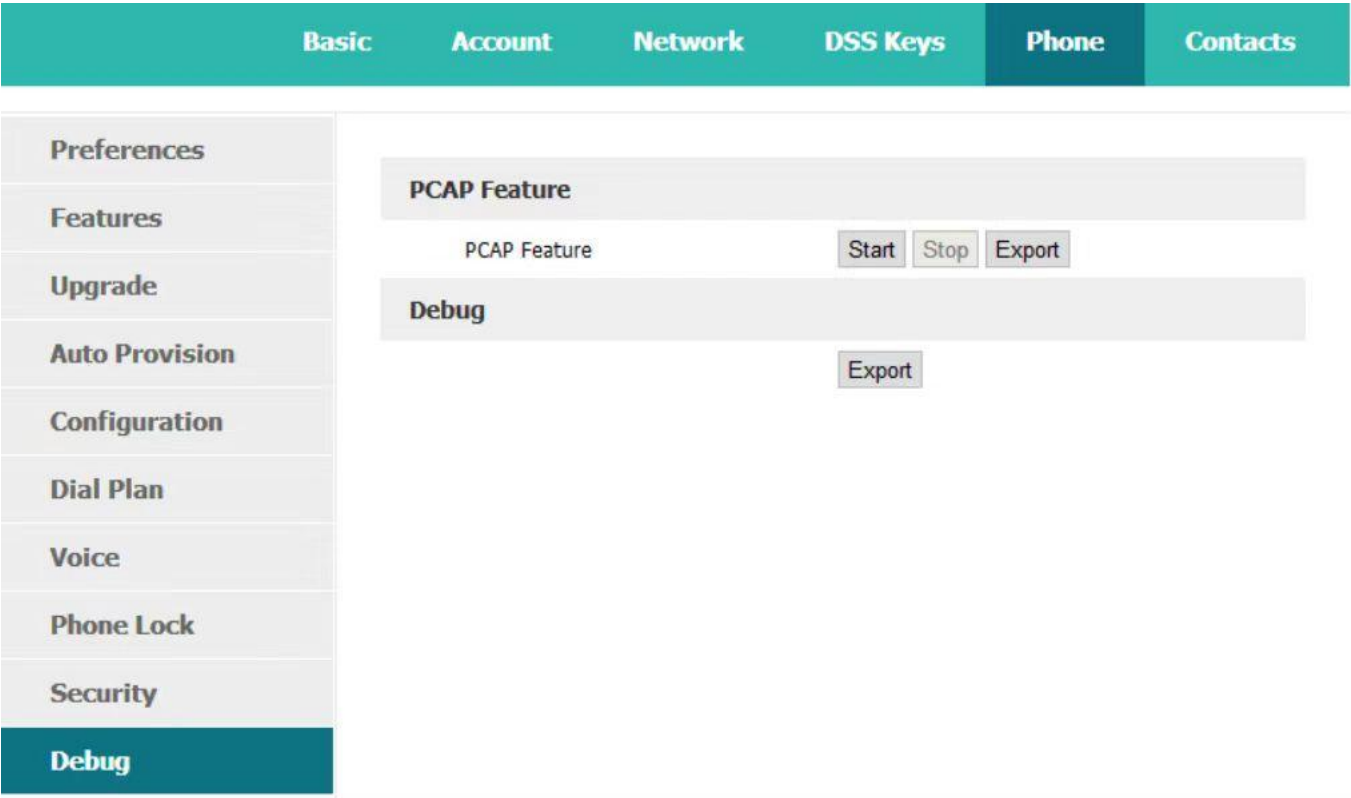 Basic Account Network DSS Keys Phone Contacts
Preferences
Features
Upgrade
Auto Provision
Configuration
Dial Plan
Voice
Phone Lock
Security
Debug
PCAP Feature
PCAP Feature Start Stop Export
Debug
Export